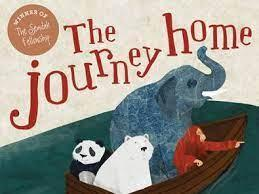 WINNER OF
The Sendak
Fellowship
The
journey home